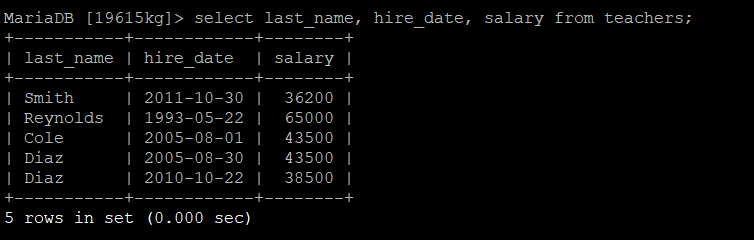 MariaDB [19615kg]> select last_name, hire_date, salary from teachers;
+-----------+------------+--------+
| last_name | hire_date  | salary |
+-----------+------------+--------+
| Smith     | 2011-10-30 |  36200 |
| Reynolds  | 1993-05-22 |  65000 |
| Cole      | 2005-08-01 |  43500 |
| Diaz      | 2005-08-30 |  43500 |
| Diaz      | 2010-10-22 |  38500 |
+-----------+------------+--------+
5 rows in set (0.000 sec)